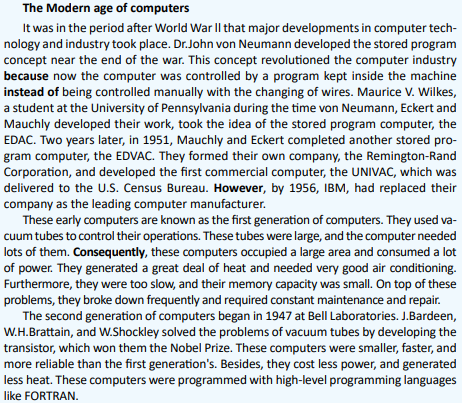 The Modern age of computers
It was in the period after World War II that major developments in computer tech-
nology and industry took place. Dr.John von Neumann developed the stored program
concept near the end of the war. This concept revolutioned the computer industry
because now the computer was controlled by a program kept inside the machine
instead of being controlled manually with the changing of wires. Maurice V. Wilkes,
a student at the University of Pennsylvania during the time von Neumann, Eckert and
Mauchly developed their work, took the idea of the stored program computer, the
EDAC. Two years later, in 1951, Mauchly and Eckert completed another stored pro-
gram computer, the EDVAC. They formed their own company, the Remington-Rand
Corporation, and developed the first commercial computer, the UNIVAC, which was
delivered to the U.S. Census Bureau. However, by 1956, IBM, had replaced their
company as the leading computer manufacturer.
These early computers are known as the first generation of computers. They used va-
cuum tubes to control their operations. These tubes were large, and the computer needed
lots of them. Consequently, these computers occupied a large area and consumed a lot
of power. They generated a great deal of heat and needed very good air conditioning.
Furthermore, they were too slow, and their memory capacity was small. On top of these
problems, they broke down frequently and required constant maintenance and repair.
The second generation of computers began in 1947 at Bell Laboratories. J.Bardeen,
W.H.Brattain, and W.Shockley solved the problems of vacuum tubes by developing the
transistor, which won them the Nobel Prize. These computers were smaller, faster, and
more reliable than the first generation's. Besides, they cost less power, and generated
less heat. These computers were programmed with high-level programming languages
like FORTRAN.